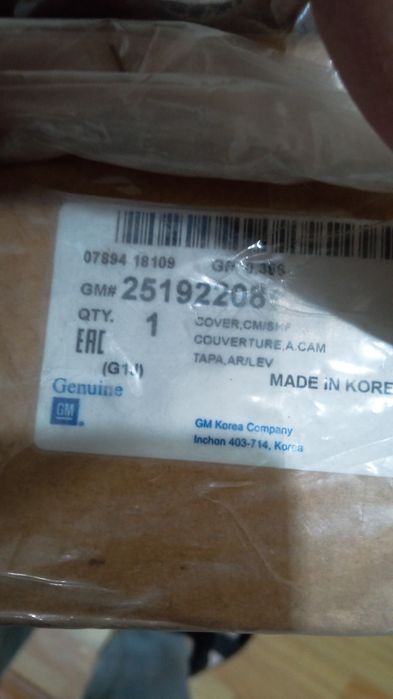 07894 18109
GM# 25192208
QTY. 1
COVER,CM/SHF
COUVERTURE,A.CAM
TAPA,AR/LEV
EAC
Genuine
MADE IN KORE
GM
GM Korea Company
Inchon 403-714, Korea